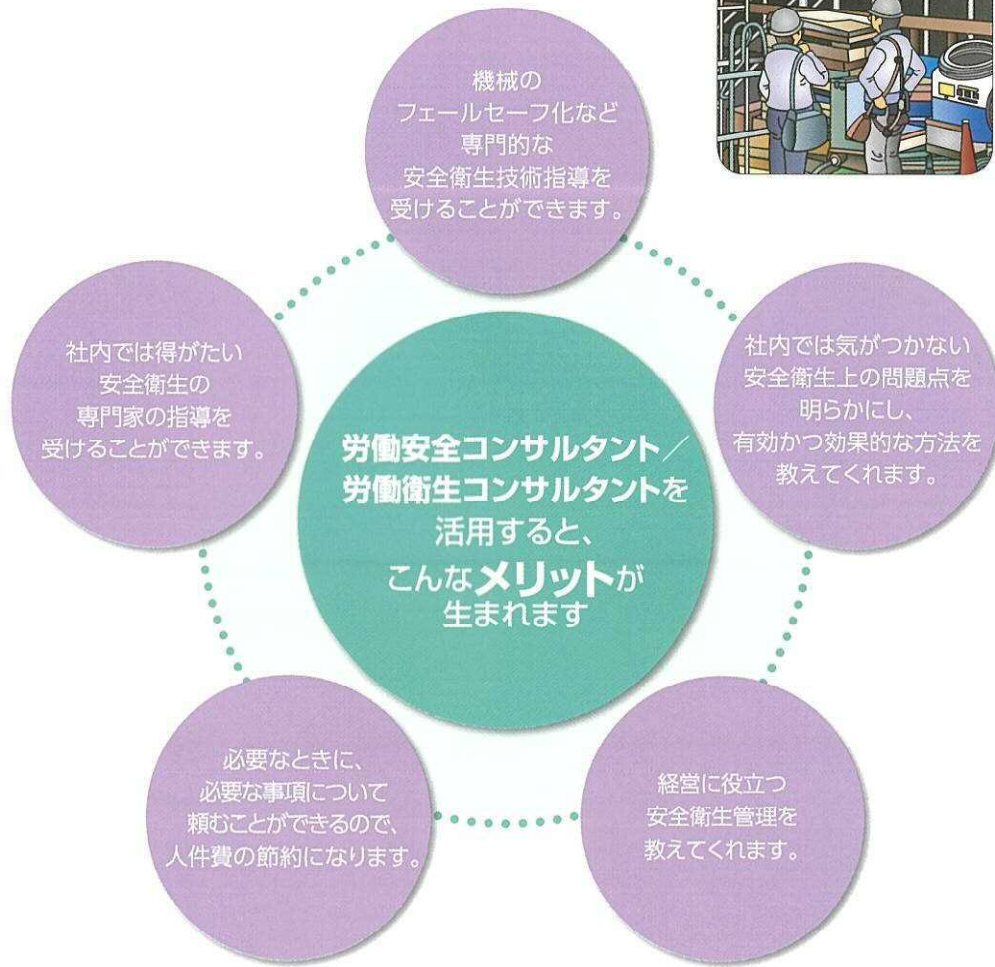 機械の
フェールセーフ化など
専門的な
安全衛生技術指導を
受けることができます。
社内では得がたい
安全衛生の
専門家の指導を
受けることができます。
社内では気がつかない
安全衛生上の問題点を
明らかにし、
有効かつ効果的な方法を
教えてくれます。
労働安全コンサルタント／
労働衛生コンサルタントを
活用すると、
こんなメリットが
生まれます
必要なときに、
必要な事項について
頼むことができるので、
人件費の節約になります。
経営に役立つ
安全衛生管理を
教えてくれます。